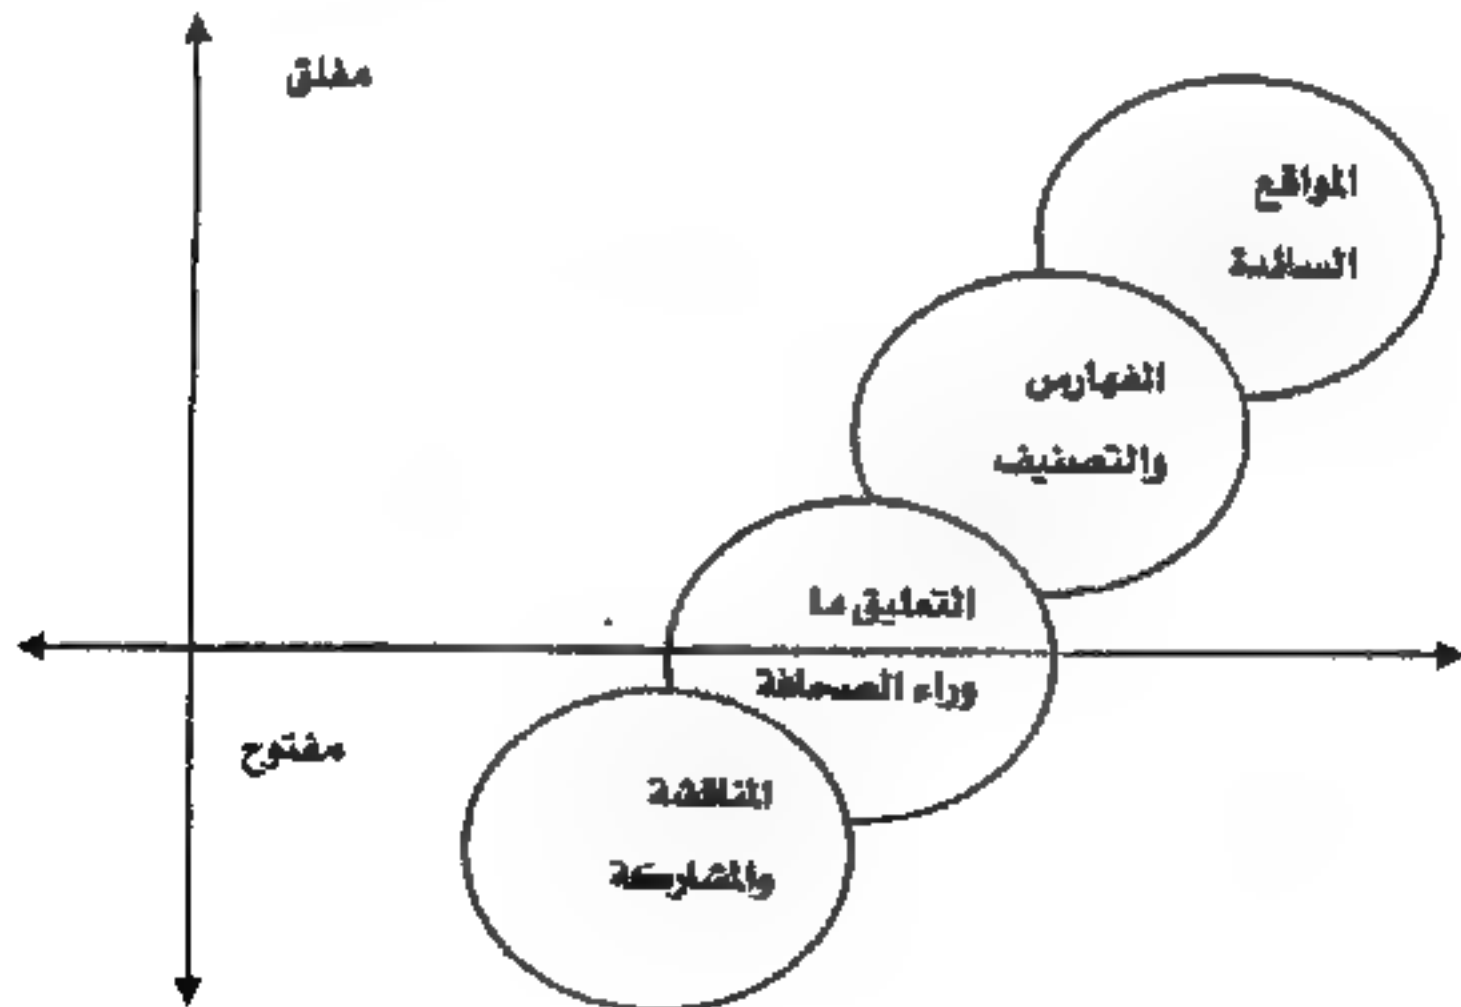 مغلق
المواقع
السائدة
الفهارس
والتصنيف
التعليق ما
وراء الصحافة
مفتوح
المناقشة
والمشاركة